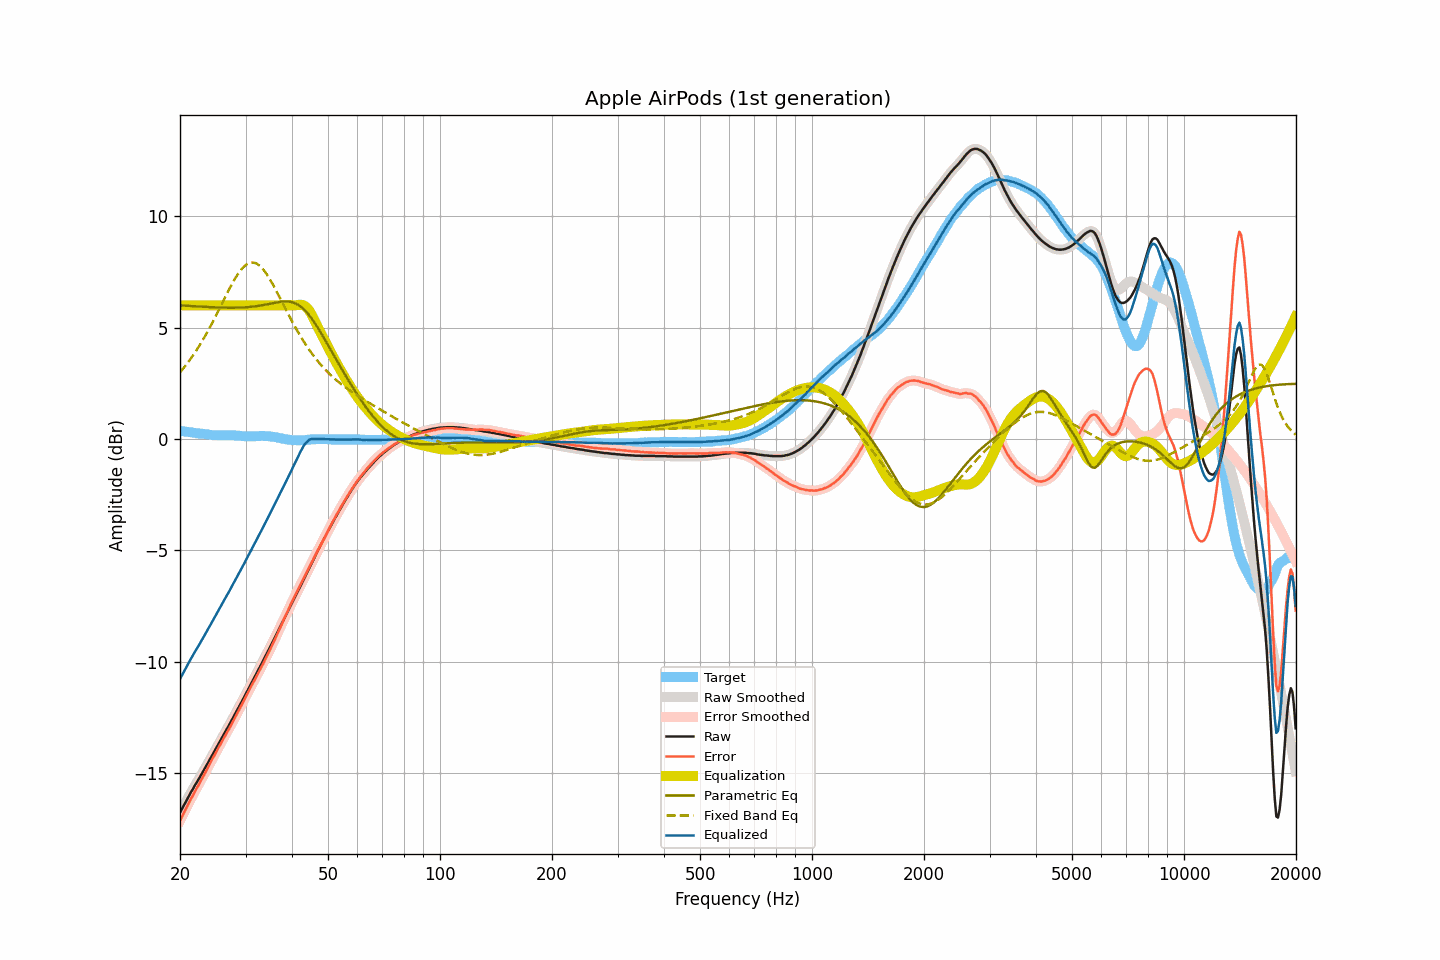 Apple AirPods (1st generation)
10
5
0
−5
−10
−15
Amplitude (dBr)
Target
Raw Smoothed
Error Smoothed
Raw
Error
Equalization
Parametric Eq
Fixed Band Eq
Equalized
20 50 100 200 500 1000 2000 5000 10000 20000
Frequency (Hz)